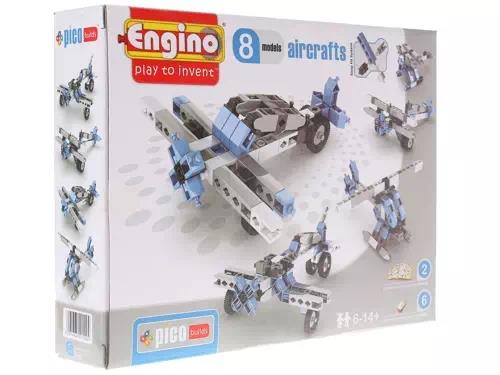 pico builds
Engino
play to invent
8 models aircrafts
2
6
pico builds
6-14+